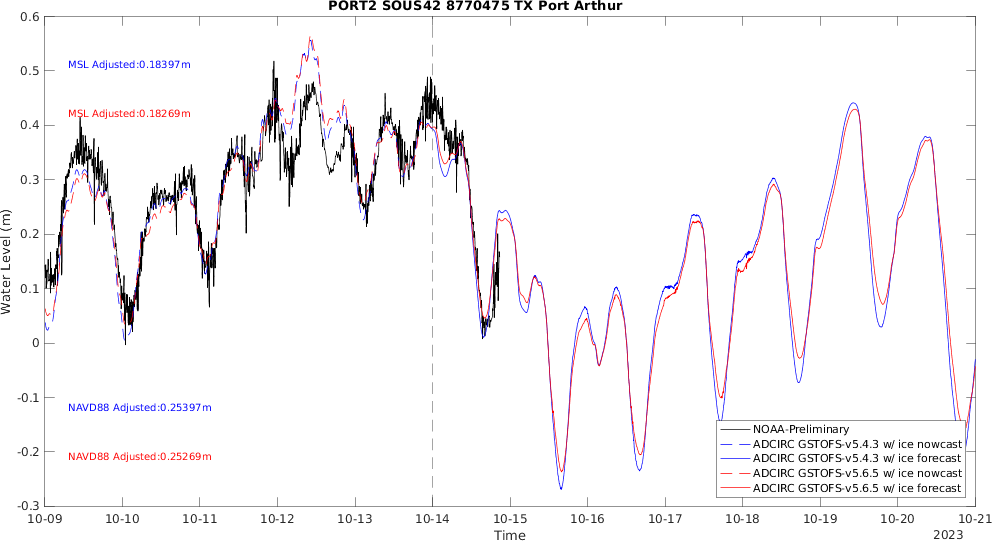 PORT2 SOUS42 8770475 TX Port Arthur
0.6
0.5
0.4
0.3
0.2
0.1
0
-0.1
-0.2
-0.3
Water Level (m)
MSL Adjusted:0.18397m
MSL Adjusted:0.18269m
NAVD88 Adjusted:0.25397m
NAVD88 Adjusted:0.25269m
NOAA-Preliminary
ADCIRC GSTOFS-v5.4.3 w/ ice nowcast
ADCIRC GSTOFS-v5.4.3 w/ ice forecast
ADCIRC GSTOFS-v5.6.5 w/ ice nowcast
ADCIRC GSTOFS-v5.6.5 w/ ice forecast
10-09 10-10 10-11 10-12 10-13 10-14 10-15 10-16 10-17 10-18 10-19 10-20 10-21
Time
2023